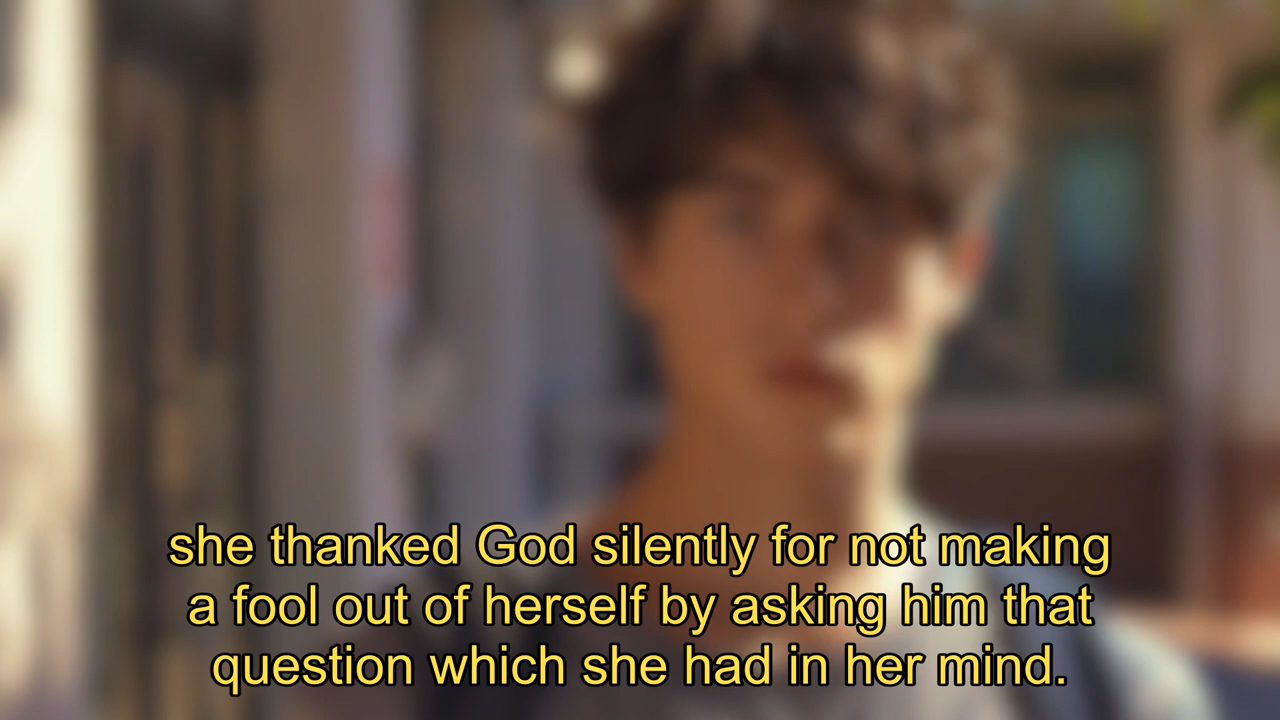 she thanked God silently for not making
a fool out of herself by asking him that
question which she had in her mind.